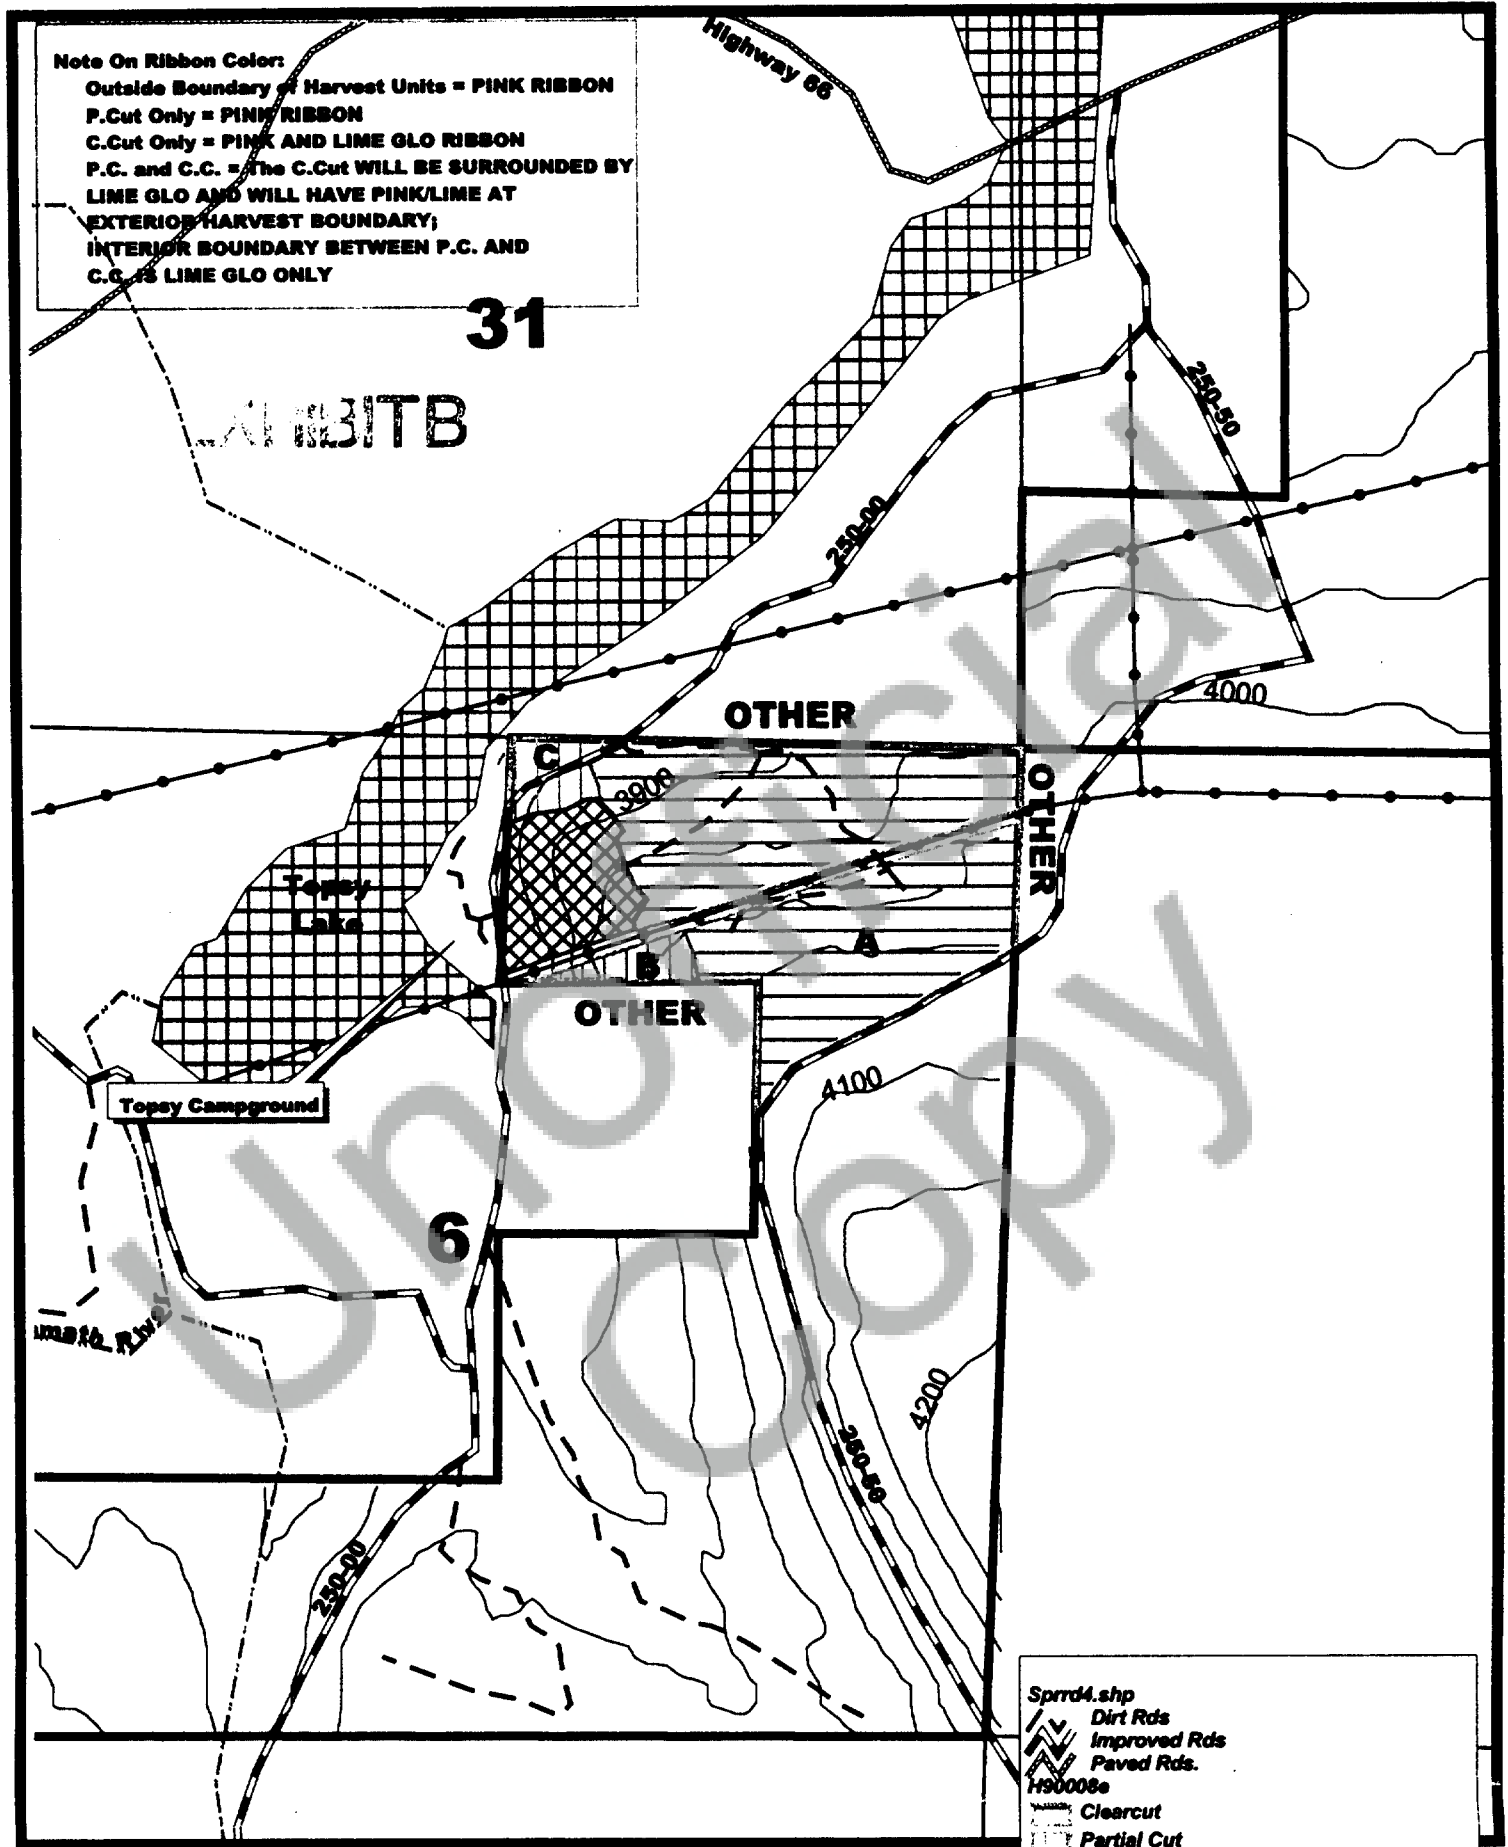 Highway 66
Note On Ribbon Color:
Outside Boundary of Harvest Units = PINK RIBBON
P.Cut Only = PINK RIBBON
C.Cut Only = PINK AND LIME GLO RIBBON
P.C. and C.C. = The C.Cut WILL BE SURROUNDED BY
LIME GLO AND WILL HAVE PINK/LIME AT
EXTERIOR HARVEST BOUNDARY;
INTERIOR BOUNDARY BETWEEN P.C. AND
C.C. IS LIME GLO ONLY
31
XHIBIT B
250-50
250-00
4000
OTHER
C
3900
OTHER
Topsy
Lake
A
B
OTHER
4100
Topsy Campground
6
amath River
4200
250-50
250-00
Unofficial
Copy
Sprrd4.shp
Dirt Rds
Improved Rds
Paved Rds.
H90008e
Clearcut
Partial Cut